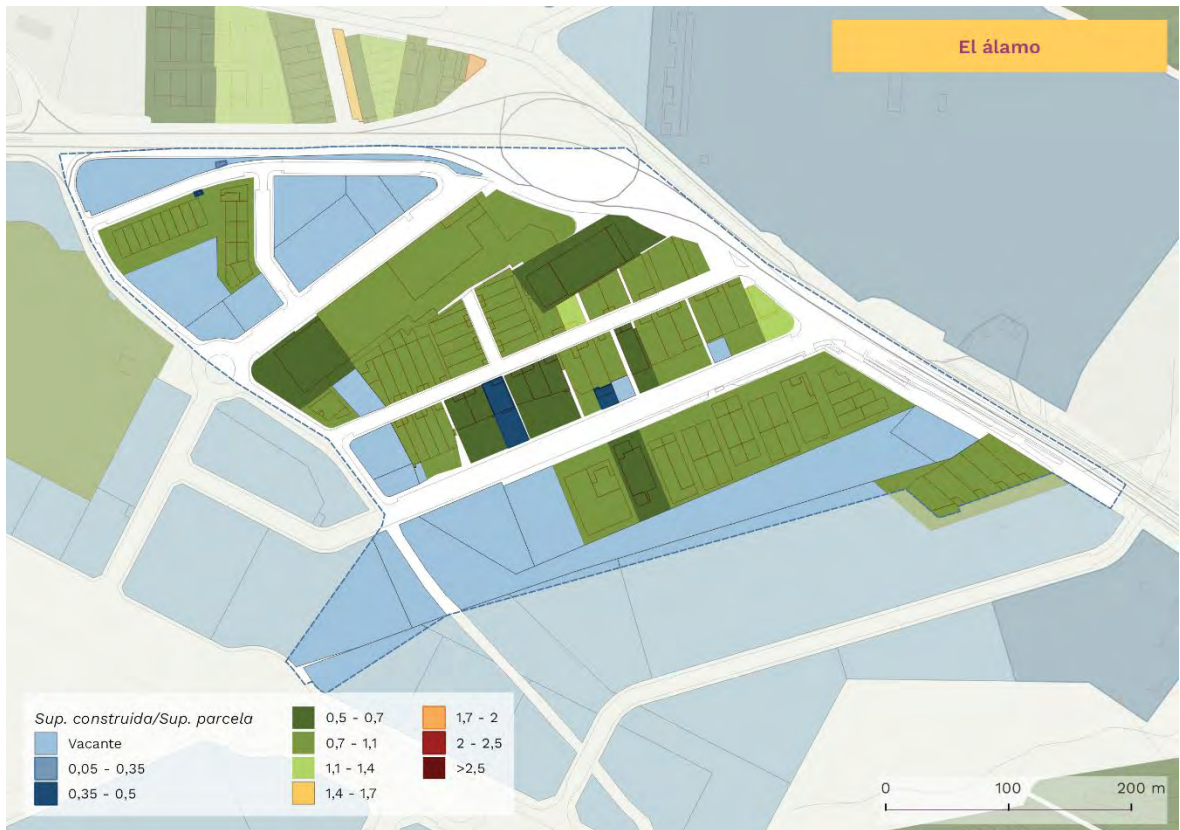 El álamo
Sup. construida/Sup. parcela
Vacante
0,05 - 0,35
0,35 - 0,5
0,5 - 0,7
0,7 - 1,1
1,1 - 1,4
1,4 - 1,7
1,7 - 2
2 - 2,5
>2,5
0 100 200 m